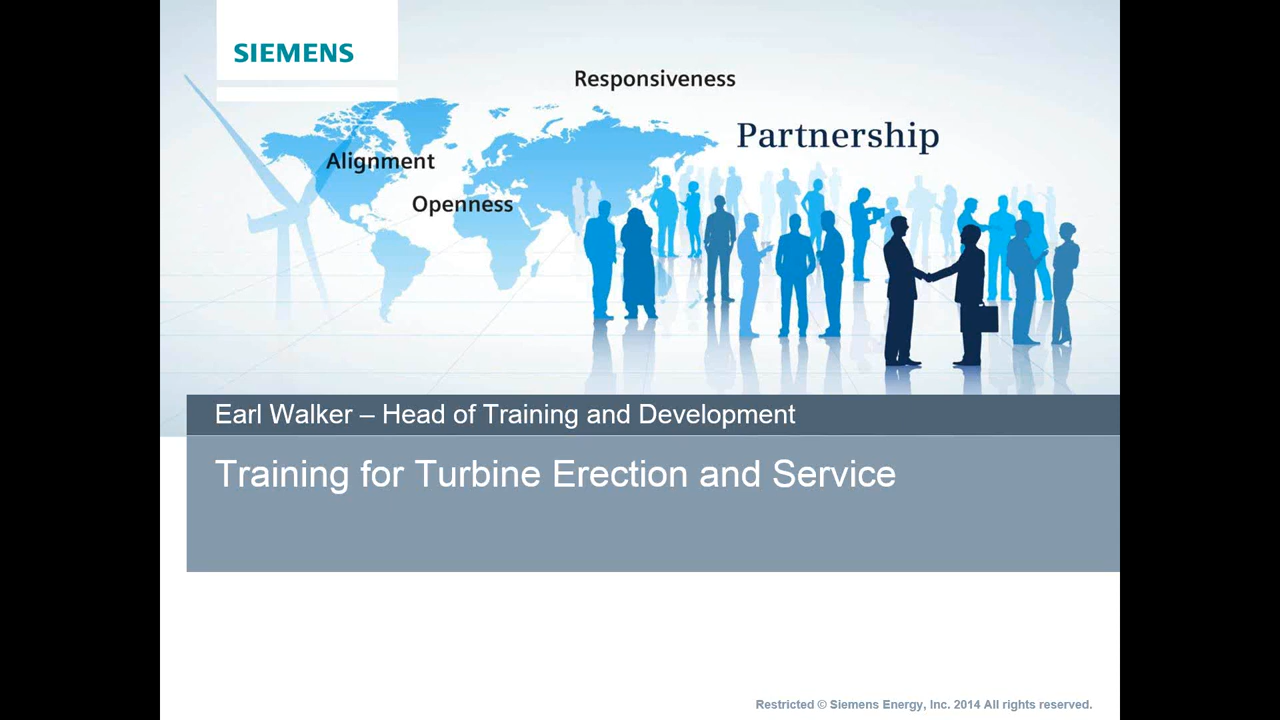 SIEMENS
Responsiveness
Partnership
Alignment
Openness
Earl Walker – Head of Training and Development
Training for Turbine Erection and Service
Restricted © Siemens Energy, Inc. 2014 All rights reserved.